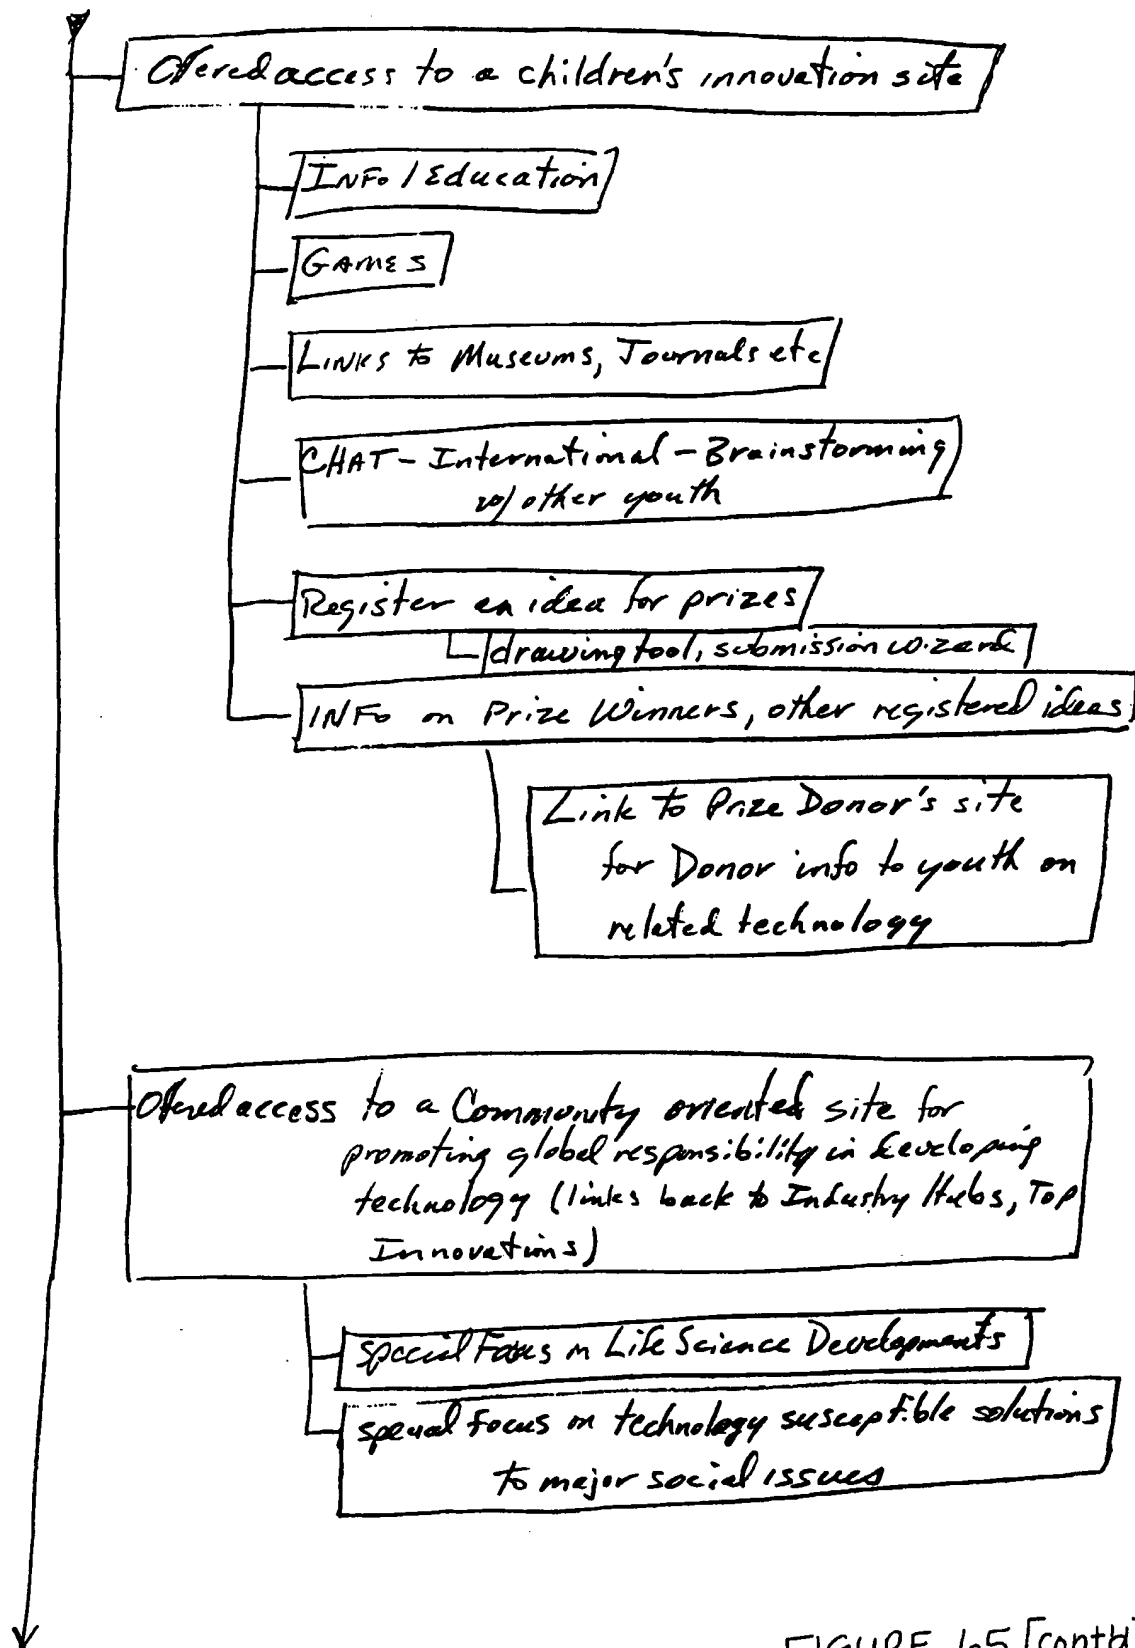 Offered access to a children's innovation site
INFO / Education
GAMES
LINKS to Museums, Journals etc
CHAT - International - Brainstorming
w/ other youth
Register an idea for prizes
drawing tool, submission wizard
INFO on Prize Winners, other registered ideas
Link to Prize Donor's site
for Donor info to youth on
related technology
Offered access to a Community oriented site for
promoting global responsibility in developing
technology (links back to Industry Hubs, Top
Innovations)
special Focus on Life Science Developments
special focus on technology susceptible solutions
to major social issues
FIGURE 65 [contd